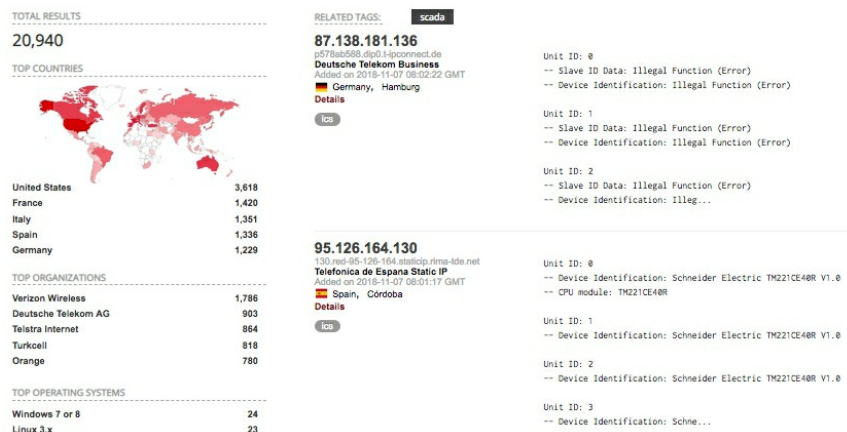 TOTAL RESULTS
20,940
TOP COUNTRIES
United States 3,618
France 1,420
Italy 1,351
Spain 1,336
Germany 1,229
TOP ORGANIZATIONS
Verizon Wireless 1,786
Deutsche Telekom AG 903
Telstra Internet 864
Turkcell 818
Orange 780
TOP OPERATING SYSTEMS
Windows 7 or 8 24
Linux 3.x 23
RELATED TAGS: scada
87.138.181.136
p578ab588.dip0.t-ipconnect.de
Deutsche Telekom Business
Added on 2018-11-07 08:02:22 GMT
Germany, Hamburg
Details
ics
Unit ID: 0
-- Slave ID Data: Illegal Function (Error)
-- Device Identification: Illegal Function (Error)
Unit ID: 1
-- Slave ID Data: Illegal Function (Error)
-- Device Identification: Illegal Function (Error)
Unit ID: 2
-- Slave ID Data: Illegal Function (Error)
-- Device Identification: Illeg...
95.126.164.130
130.red-95-126-164.staticip.rima-tde.net
Telefonica de Espana Static IP
Added on 2018-11-07 08:01:17 GMT
Spain, Córdoba
Details
ics
Unit ID: 0
-- Device Identification: Schneider Electric TM221CE40R V1.0
-- CPU module: TM221CE40R
Unit ID: 1
-- Device Identification: Schneider Electric TM221CE40R V1.0
Unit ID: 2
-- Device Identification: Schneider Electric TM221CE40R V1.0
Unit ID: 3
-- Device Identification: Schne...